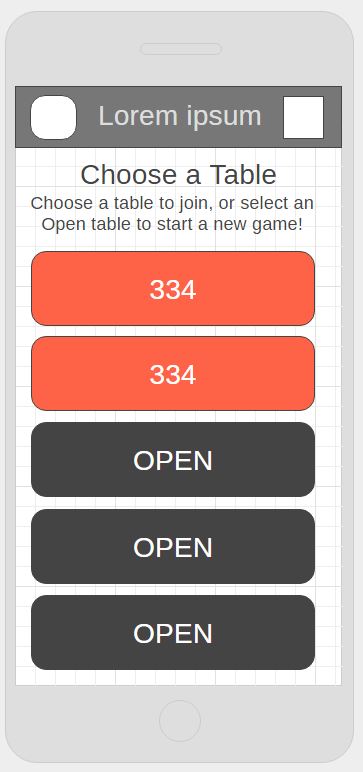 Lorem ipsum
Choose a Table
Choose a table to join, or select an
Open table to start a new game!
334
334
OPEN
OPEN
OPEN